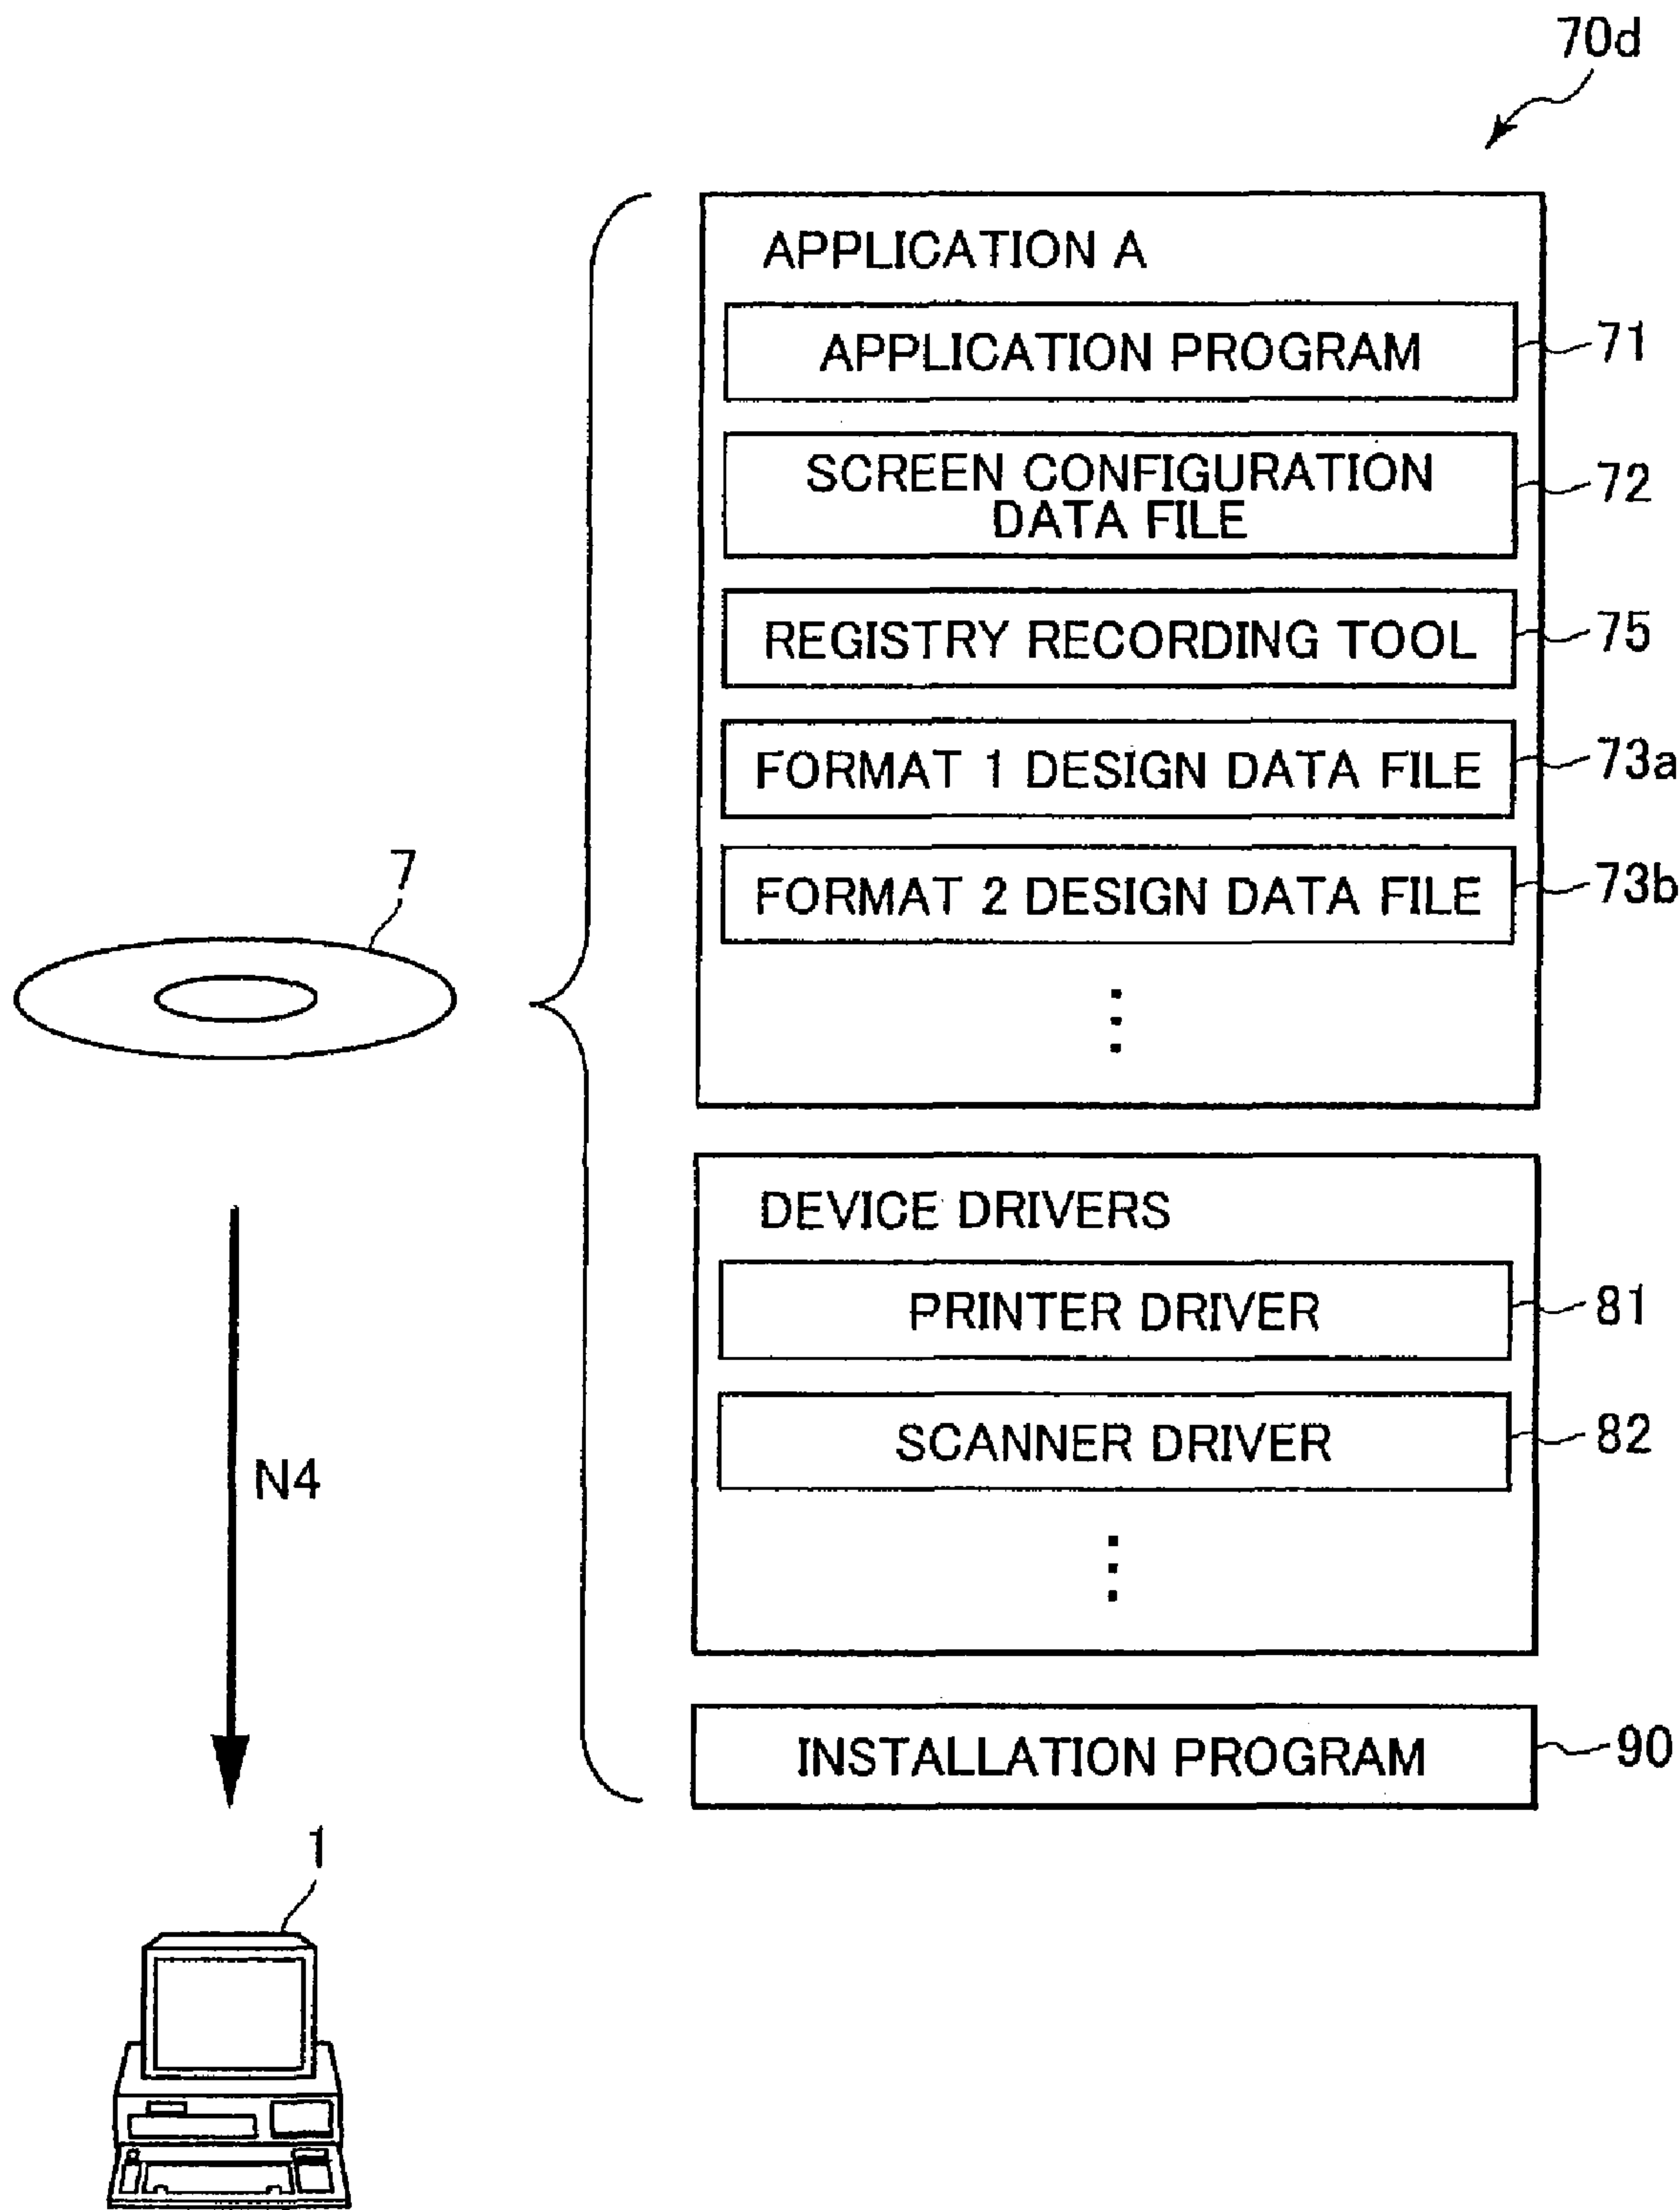 70d
APPLICATION A
APPLICATION PROGRAM
71
SCREEN CONFIGURATION
DATA FILE
72
REGISTRY RECORDING TOOL
75
FORMAT 1 DESIGN DATA FILE
73a
FORMAT 2 DESIGN DATA FILE
73b
7
DEVICE DRIVERS
PRINTER DRIVER
81
SCANNER DRIVER
82
N4
INSTALLATION PROGRAM
90
1